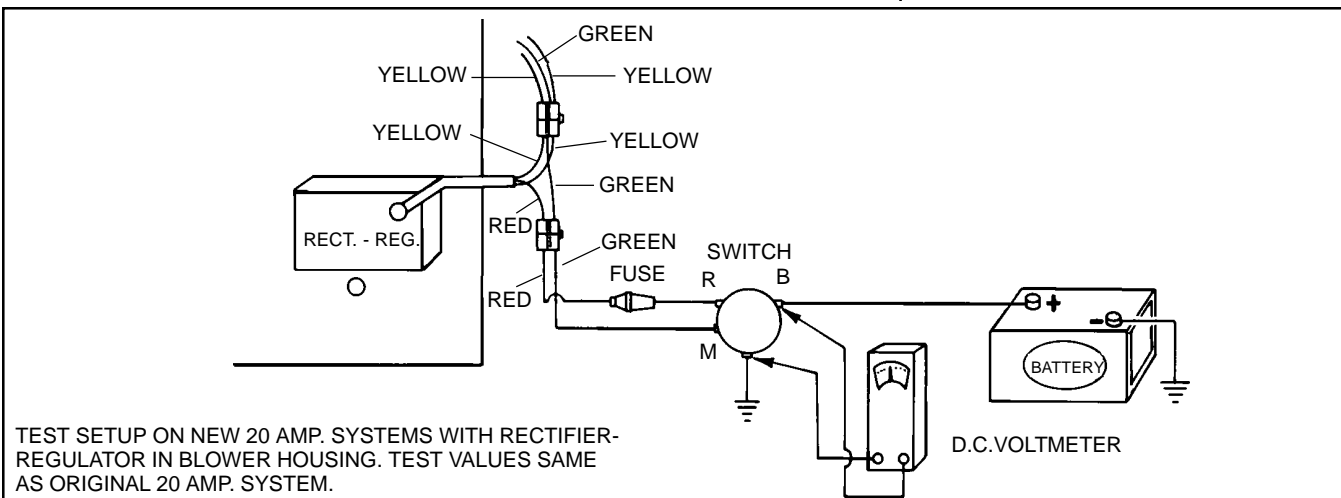 GREEN
YELLOW
YELLOW
YELLOW
YELLOW
GREEN
RED
RECT. - REG.
GREEN
SWITCH
FUSE
R
B
RED
+
-
M
BATTERY
D.C.VOLTMETER
TEST SETUP ON NEW 20 AMP. SYSTEMS WITH RECTIFIER-
REGULATOR IN BLOWER HOUSING. TEST VALUES SAME
AS ORIGINAL 20 AMP. SYSTEM.